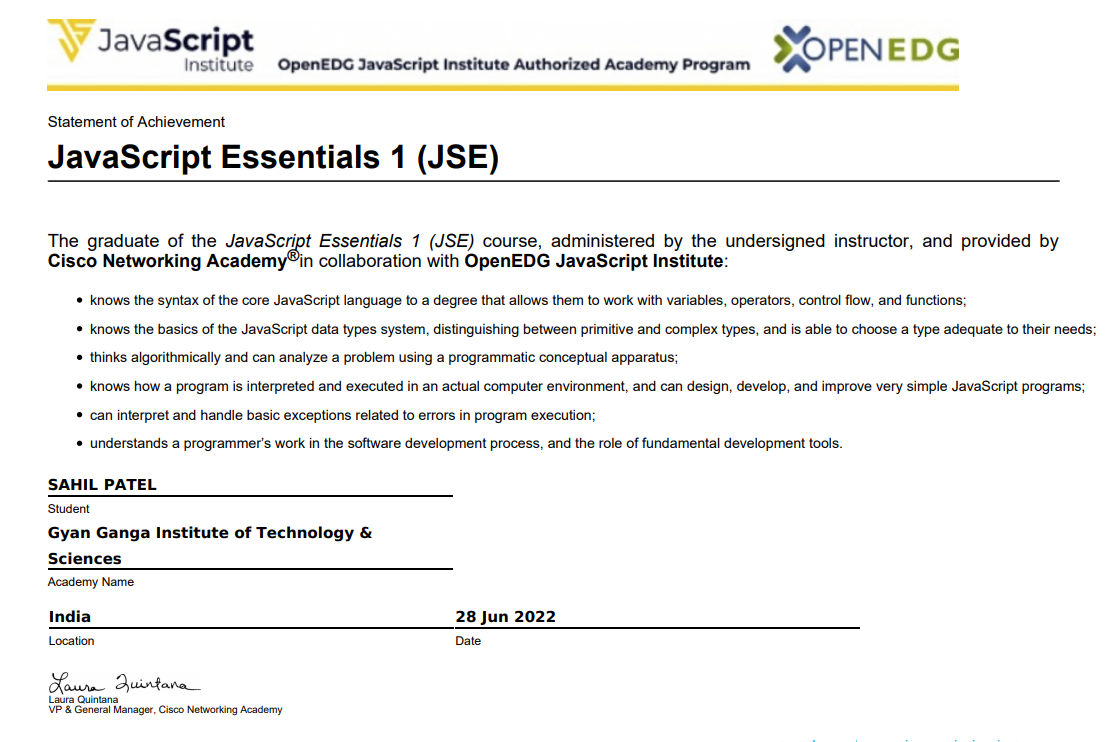 JavaScript
Institute
OpenEDG JavaScript Institute Authorized Academy Program
OPENEDG
Statement of Achievement
JavaScript Essentials 1 (JSE)
The graduate of the JavaScript Essentials 1 (JSE) course, administered by the undersigned instructor, and provided by
Cisco Networking Academy®in collaboration with OpenEDG JavaScript Institute:
• knows the syntax of the core JavaScript language to a degree that allows them to work with variables, operators, control flow, and functions;
• knows the basics of the JavaScript data types system, distinguishing between primitive and complex types, and is able to choose a type adequate to their needs;
• thinks algorithmically and can analyze a problem using a programmatic conceptual apparatus;
• knows how a program is interpreted and executed in an actual computer environment, and can design, develop, and improve very simple JavaScript programs;
• can interpret and handle basic exceptions related to errors in program execution;
• understands a programmer’s work in the software development process, and the role of fundamental development tools.
SAHIL PATEL
Student
Gyan Ganga Institute of Technology &
Sciences
Academy Name
India
28 Jun 2022
Location
Date
Laura Quintana
Laura Quintana
VP & General Manager, Cisco Networking Academy